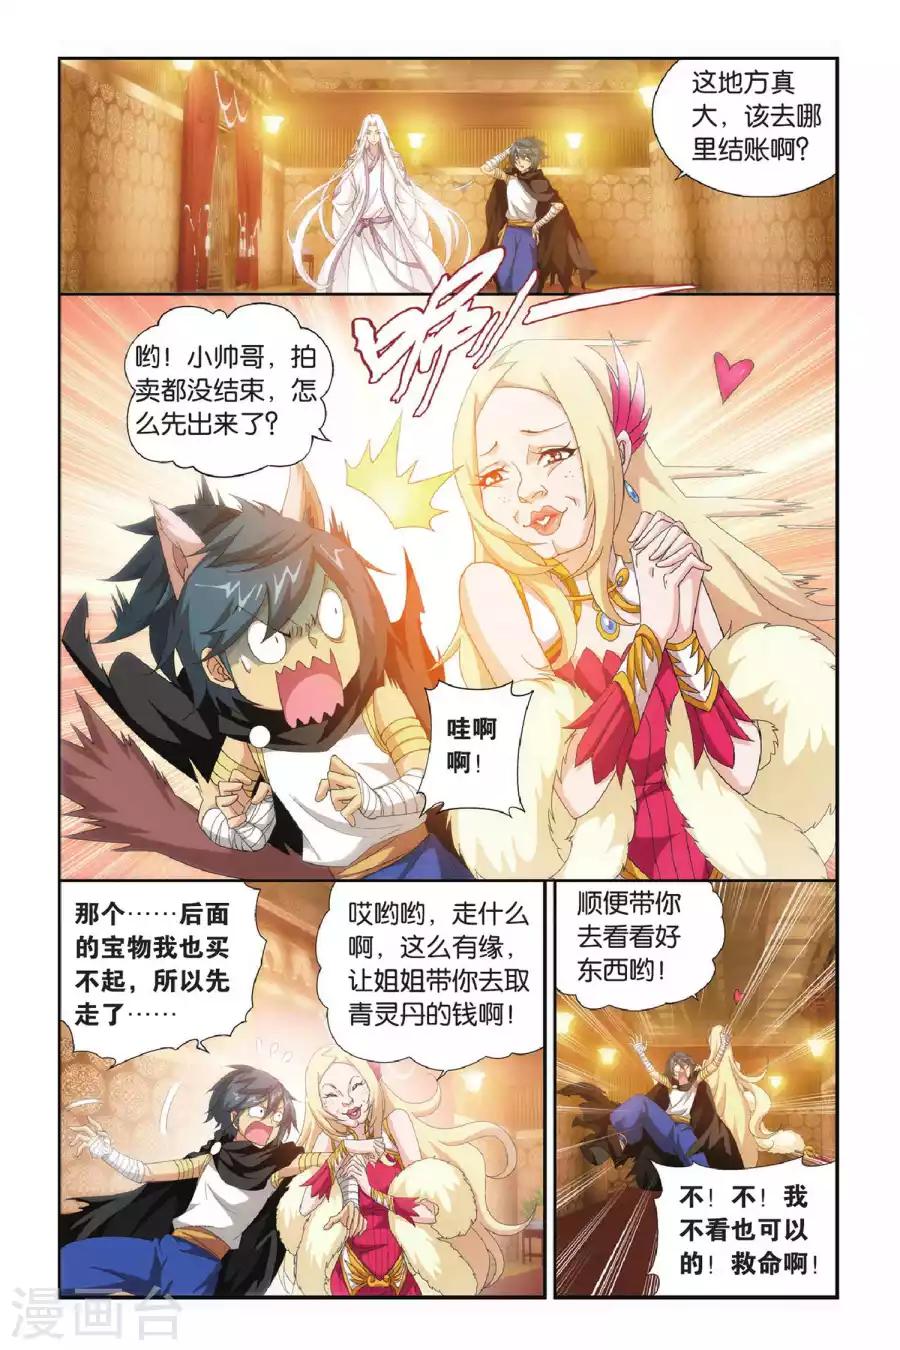 这地方真
大，该去哪
里结账啊？
哟！小帅哥，拍
卖都没结束，怎
么先出来了？
唰
哇啊
啊！
那个……后面
的宝物我也买
不起，所以先
走了……
哎哟哟，走什么
啊，这么有缘，
让姐姐带你去取
青灵丹的钱啊！
顺便带你
去看看好
东西哟！
不！不！我
不看也可以
的！救命啊！
漫画台